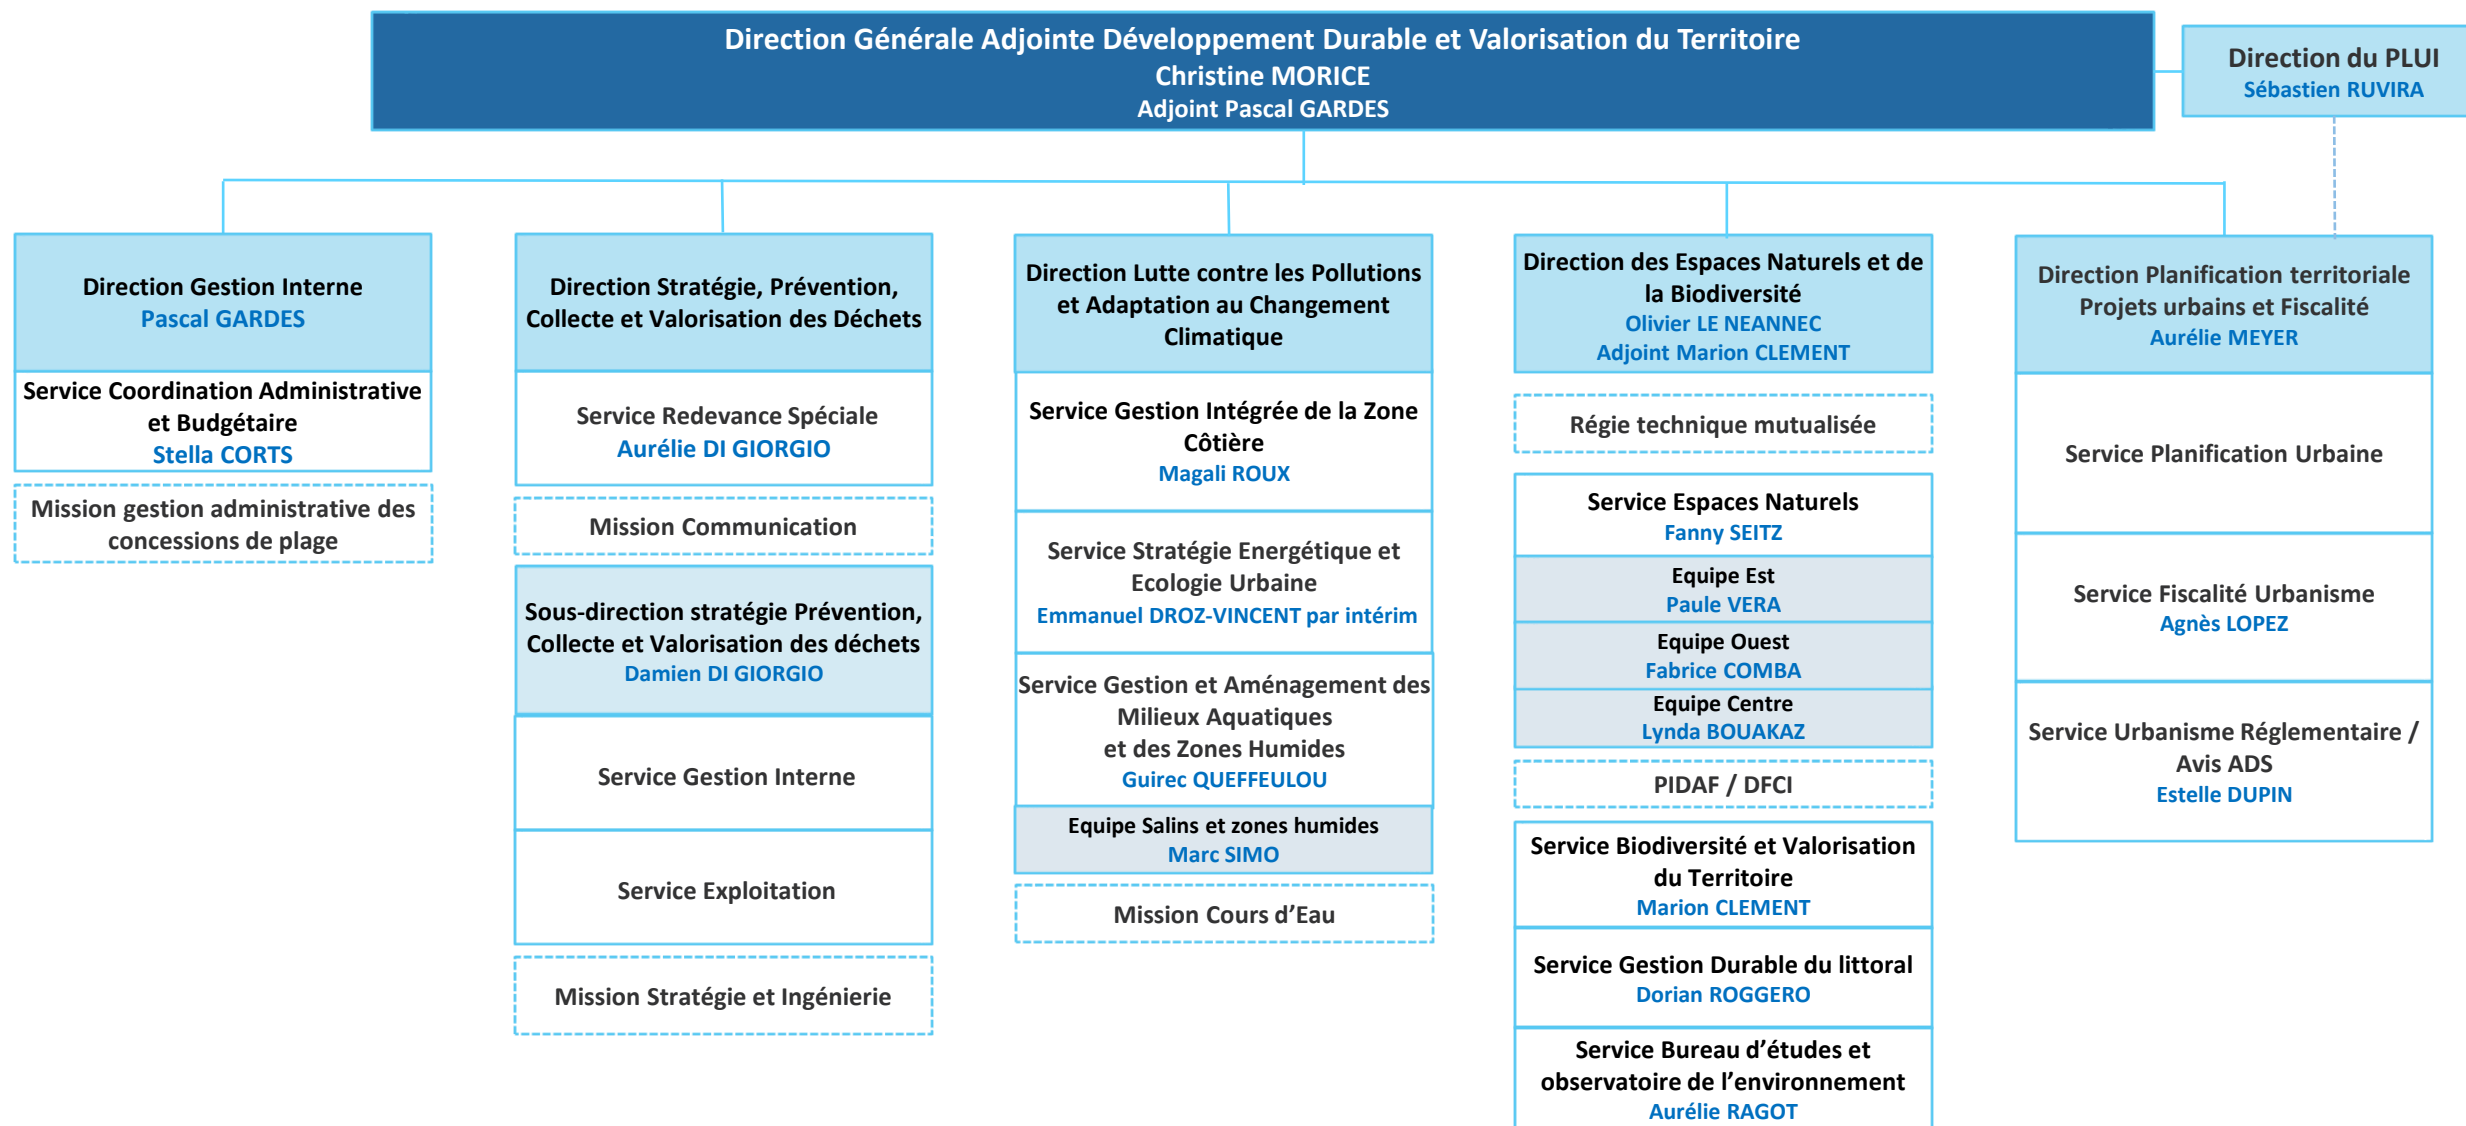 Direction Générale Adjointe Développement Durable et Valorisation du Territoire
Christine MORICE
Adjoint Pascal GARDES
Direction du PLUI
Sébastien RUVIRA
Direction Gestion Interne
Pascal GARDES
Service Coordination Administrative
et Budgétaire
Stella CORTS
Mission gestion administrative des
concessions de plage
Direction Stratégie, Prévention,
Collecte et Valorisation des Déchets
Service Redevance Spéciale
Aurélie DI GIORGIO
Mission Communication
Sous-direction stratégie Prévention,
Collecte et Valorisation des déchets
Damien DI GIORGIO
Service Gestion Interne
Service Exploitation
Mission Stratégie et Ingénierie
Direction Lutte contre les Pollutions
et Adaptation au Changement
Climatique
Service Gestion Intégrée de la Zone
Côtière
Magali ROUX
Service Stratégie Energétique et
Ecologie Urbaine
Emmanuel DROZ-VINCENT par intérim
Service Gestion et Aménagement des
Milieux Aquatiques
et des Zones Humides
Guirec QUEFFEULOU
Equipe Salins et zones humides
Marc SIMO
Mission Cours d’Eau
Direction des Espaces Naturels et de
la Biodiversité
Olivier LE NEANNEC
Adjoint Marion CLEMENT
Régie technique mutualisée
Service Espaces Naturels
Fanny SEITZ
Equipe Est
Paule VERA
Equipe Ouest
Fabrice COMBA
Equipe Centre
Lynda BOUAKAZ
PIDAF / DFCI
Service Biodiversité et Valorisation
du Territoire
Marion CLEMENT
Service Gestion Durable du littoral
Dorian ROGGERO
Service Bureau d’études et
observatoire de l’environnement
Aurélie RAGOT
Direction Planification territoriale
Projets urbains et Fiscalité
Aurélie MEYER
Service Planification Urbaine
Service Fiscalité Urbanisme
Agnès LOPEZ
Service Urbanisme Réglementaire /
Avis ADS
Estelle DUPIN